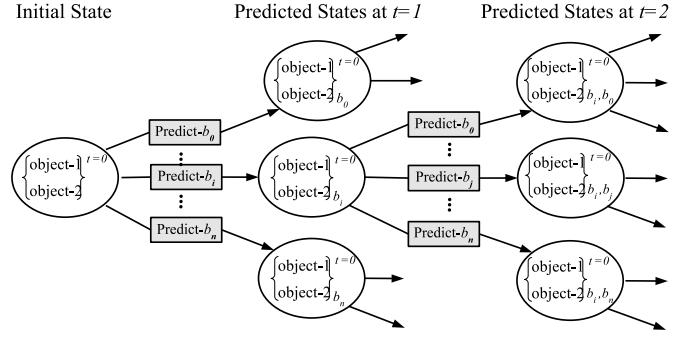 Initial State
Predicted States at t=1
Predicted States at t=2
{object-1} t=0
{object-2} b0
{object-1} t=0
{object-2} bi,b0
Predict-b0
Predict-b0
{object-1} t=0
{object-2}
Predict-bi
{object-1} t=0
{object-2} bi
Predict-bj
{object-1} t=0
{object-2} bi,bj
Predict-bn
Predict-bn
{object-1} t=0
{object-2} bn
{object-1} t=0
{object-2} bi,bn